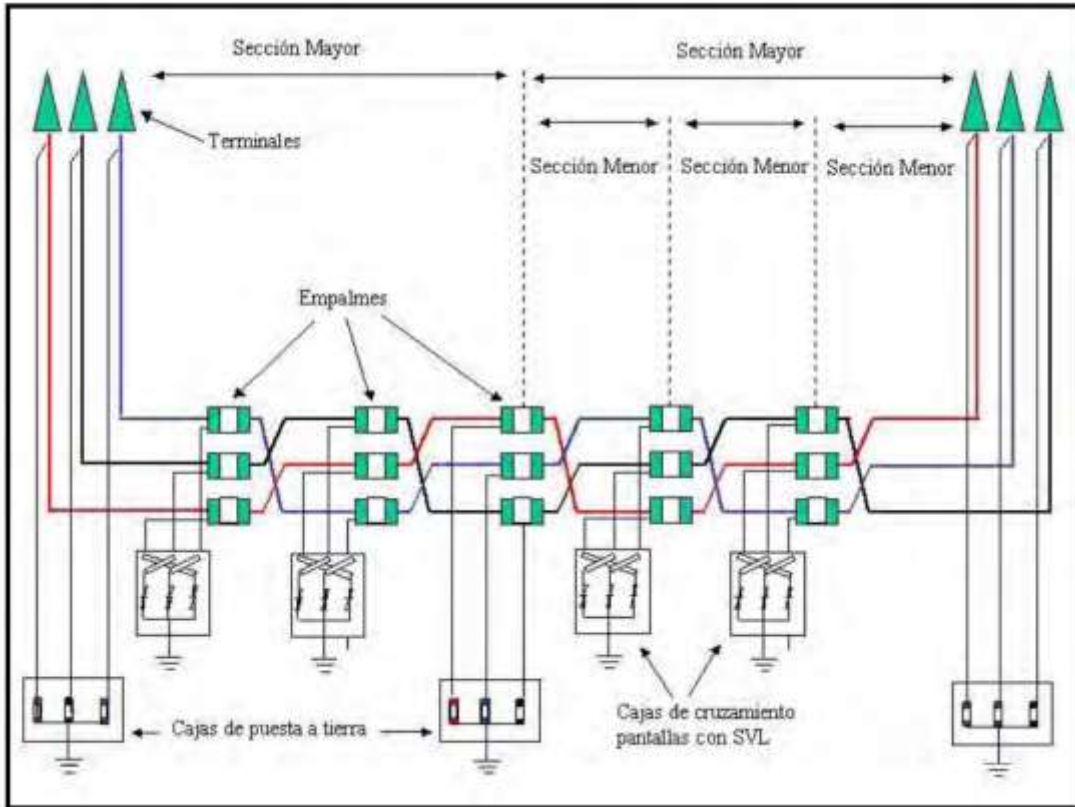 Sección Mayor
Sección Mayor
Terminales
Sección Menor
Sección Menor
Sección Menor
Empalmes
Cajas de puesta a tierra
Cajas de cruzamiento
pantallas con SVL